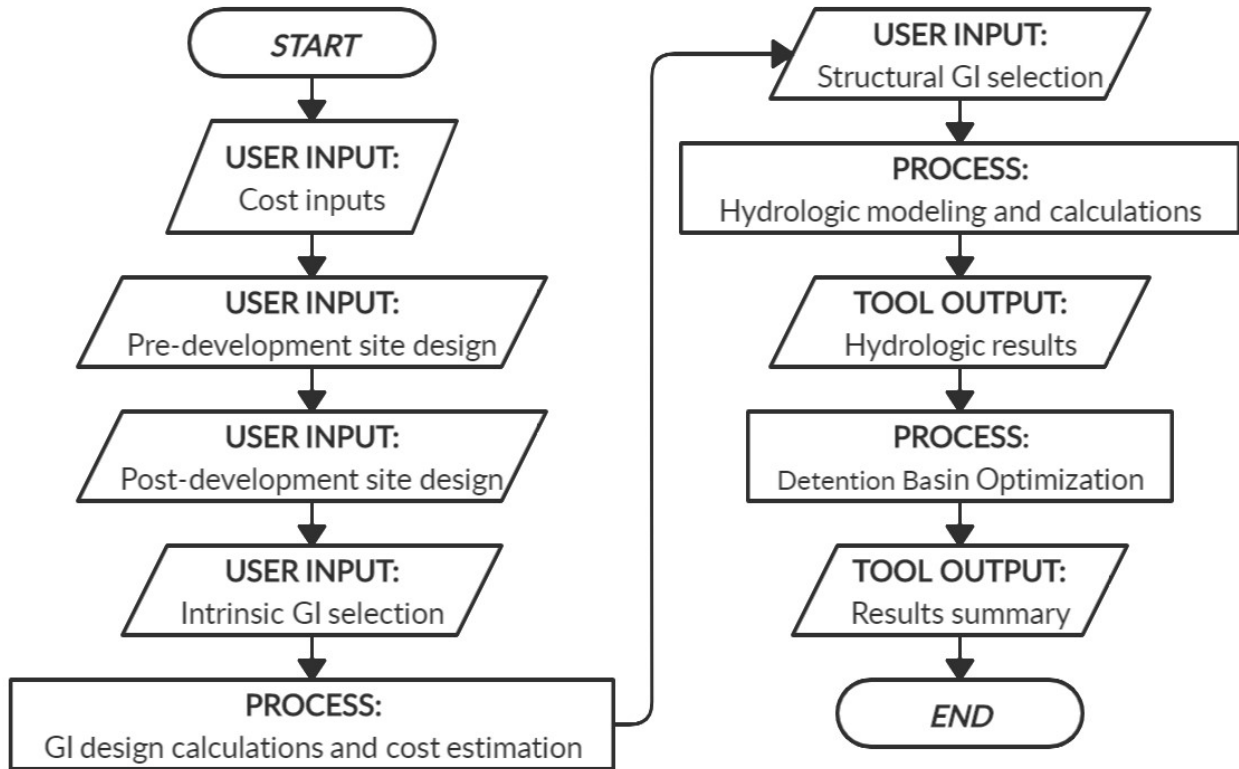 START
USER INPUT:
Cost inputs
USER INPUT:
Pre-development site design
USER INPUT:
Post-development site design
USER INPUT:
Intrinsic GI selection
PROCESS:
GI design calculations and cost estimation
USER INPUT:
Structural GI selection
PROCESS:
Hydrologic modeling and calculations
TOOL OUTPUT:
Hydrologic results
PROCESS:
Detention Basin Optimization
TOOL OUTPUT:
Results summary
END